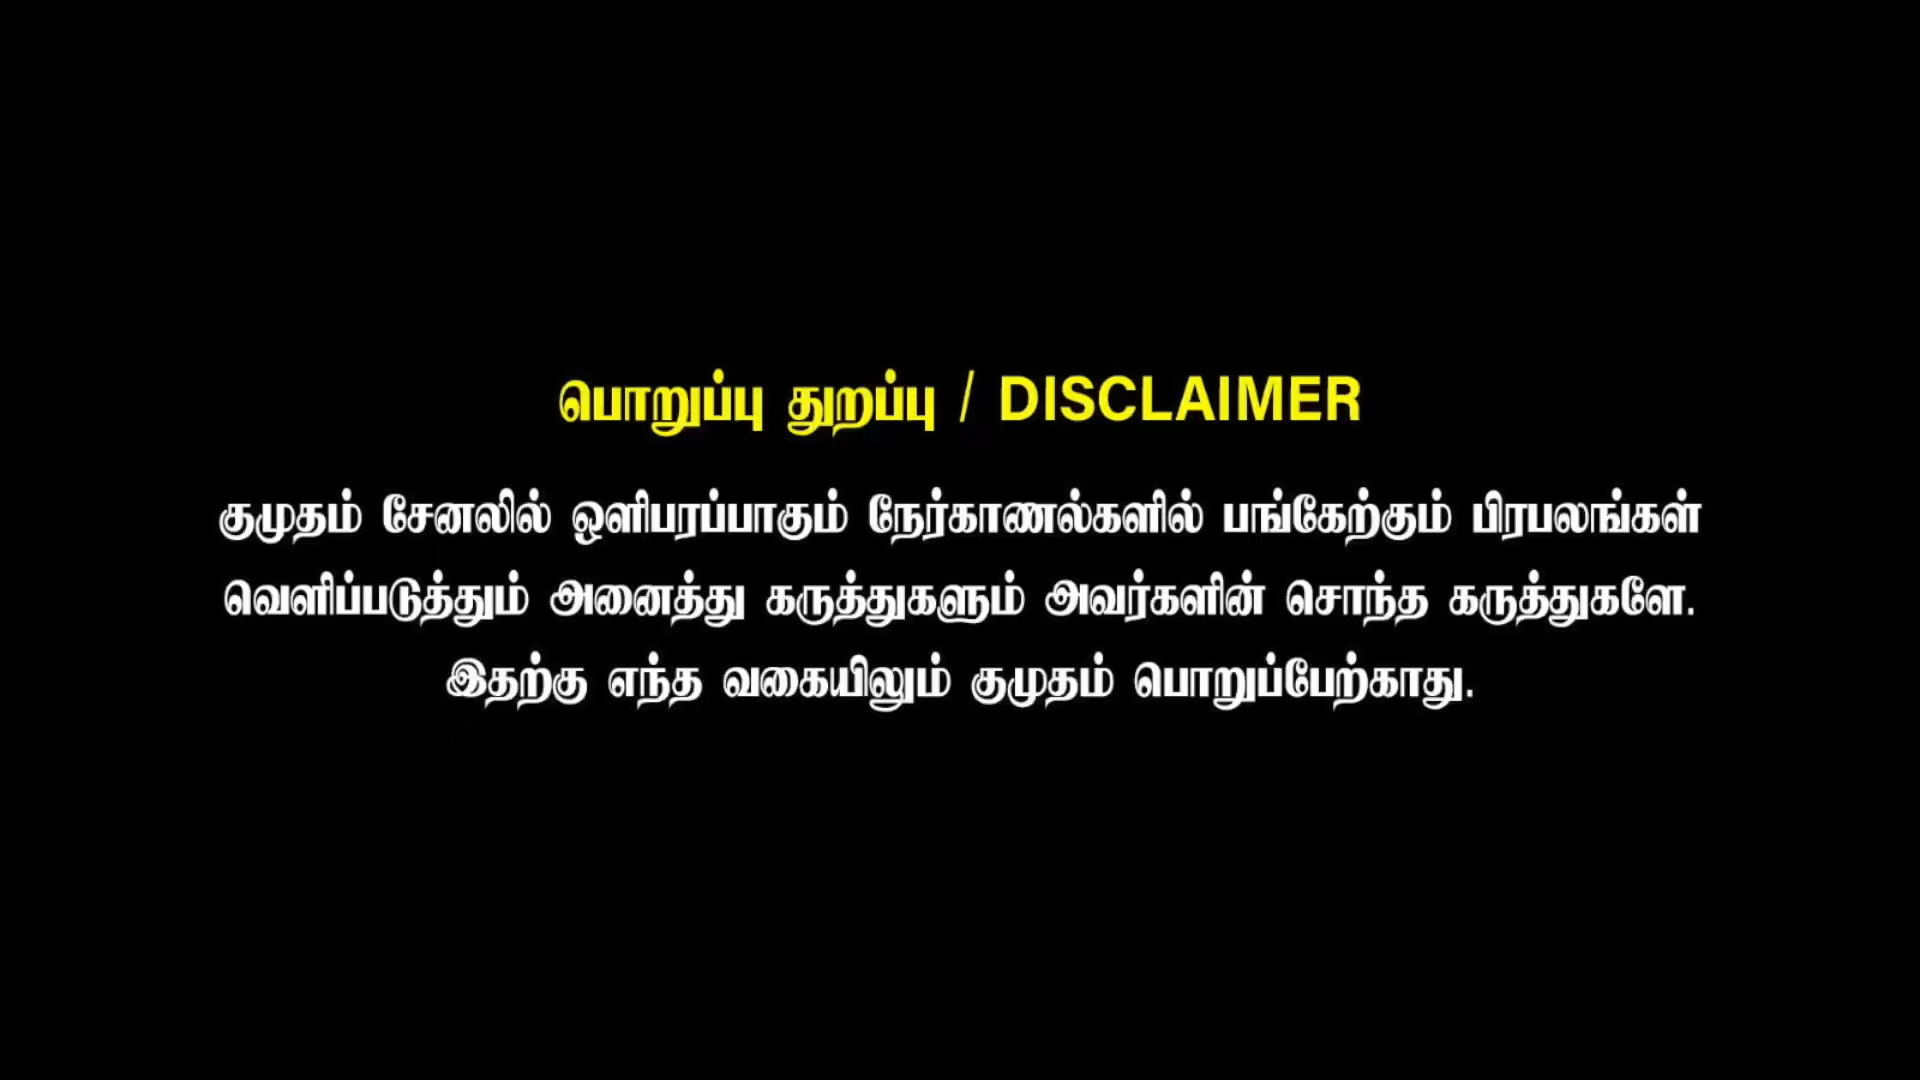 பொறுப்பு துறப்பு / DISCLAIMER
குமுதம் சேனலில் ஒளிபரப்பாகும் நேர்காணல்களில் பங்கேற்கும் பிரபலங்கள்
வெளிப்படுத்தும் அனைத்து கருத்துகளும் அவர்களின் சொந்த கருத்துகளே.
இதற்கு எந்த வகையிலும் குமுதம் பொறுப்பேற்காது.